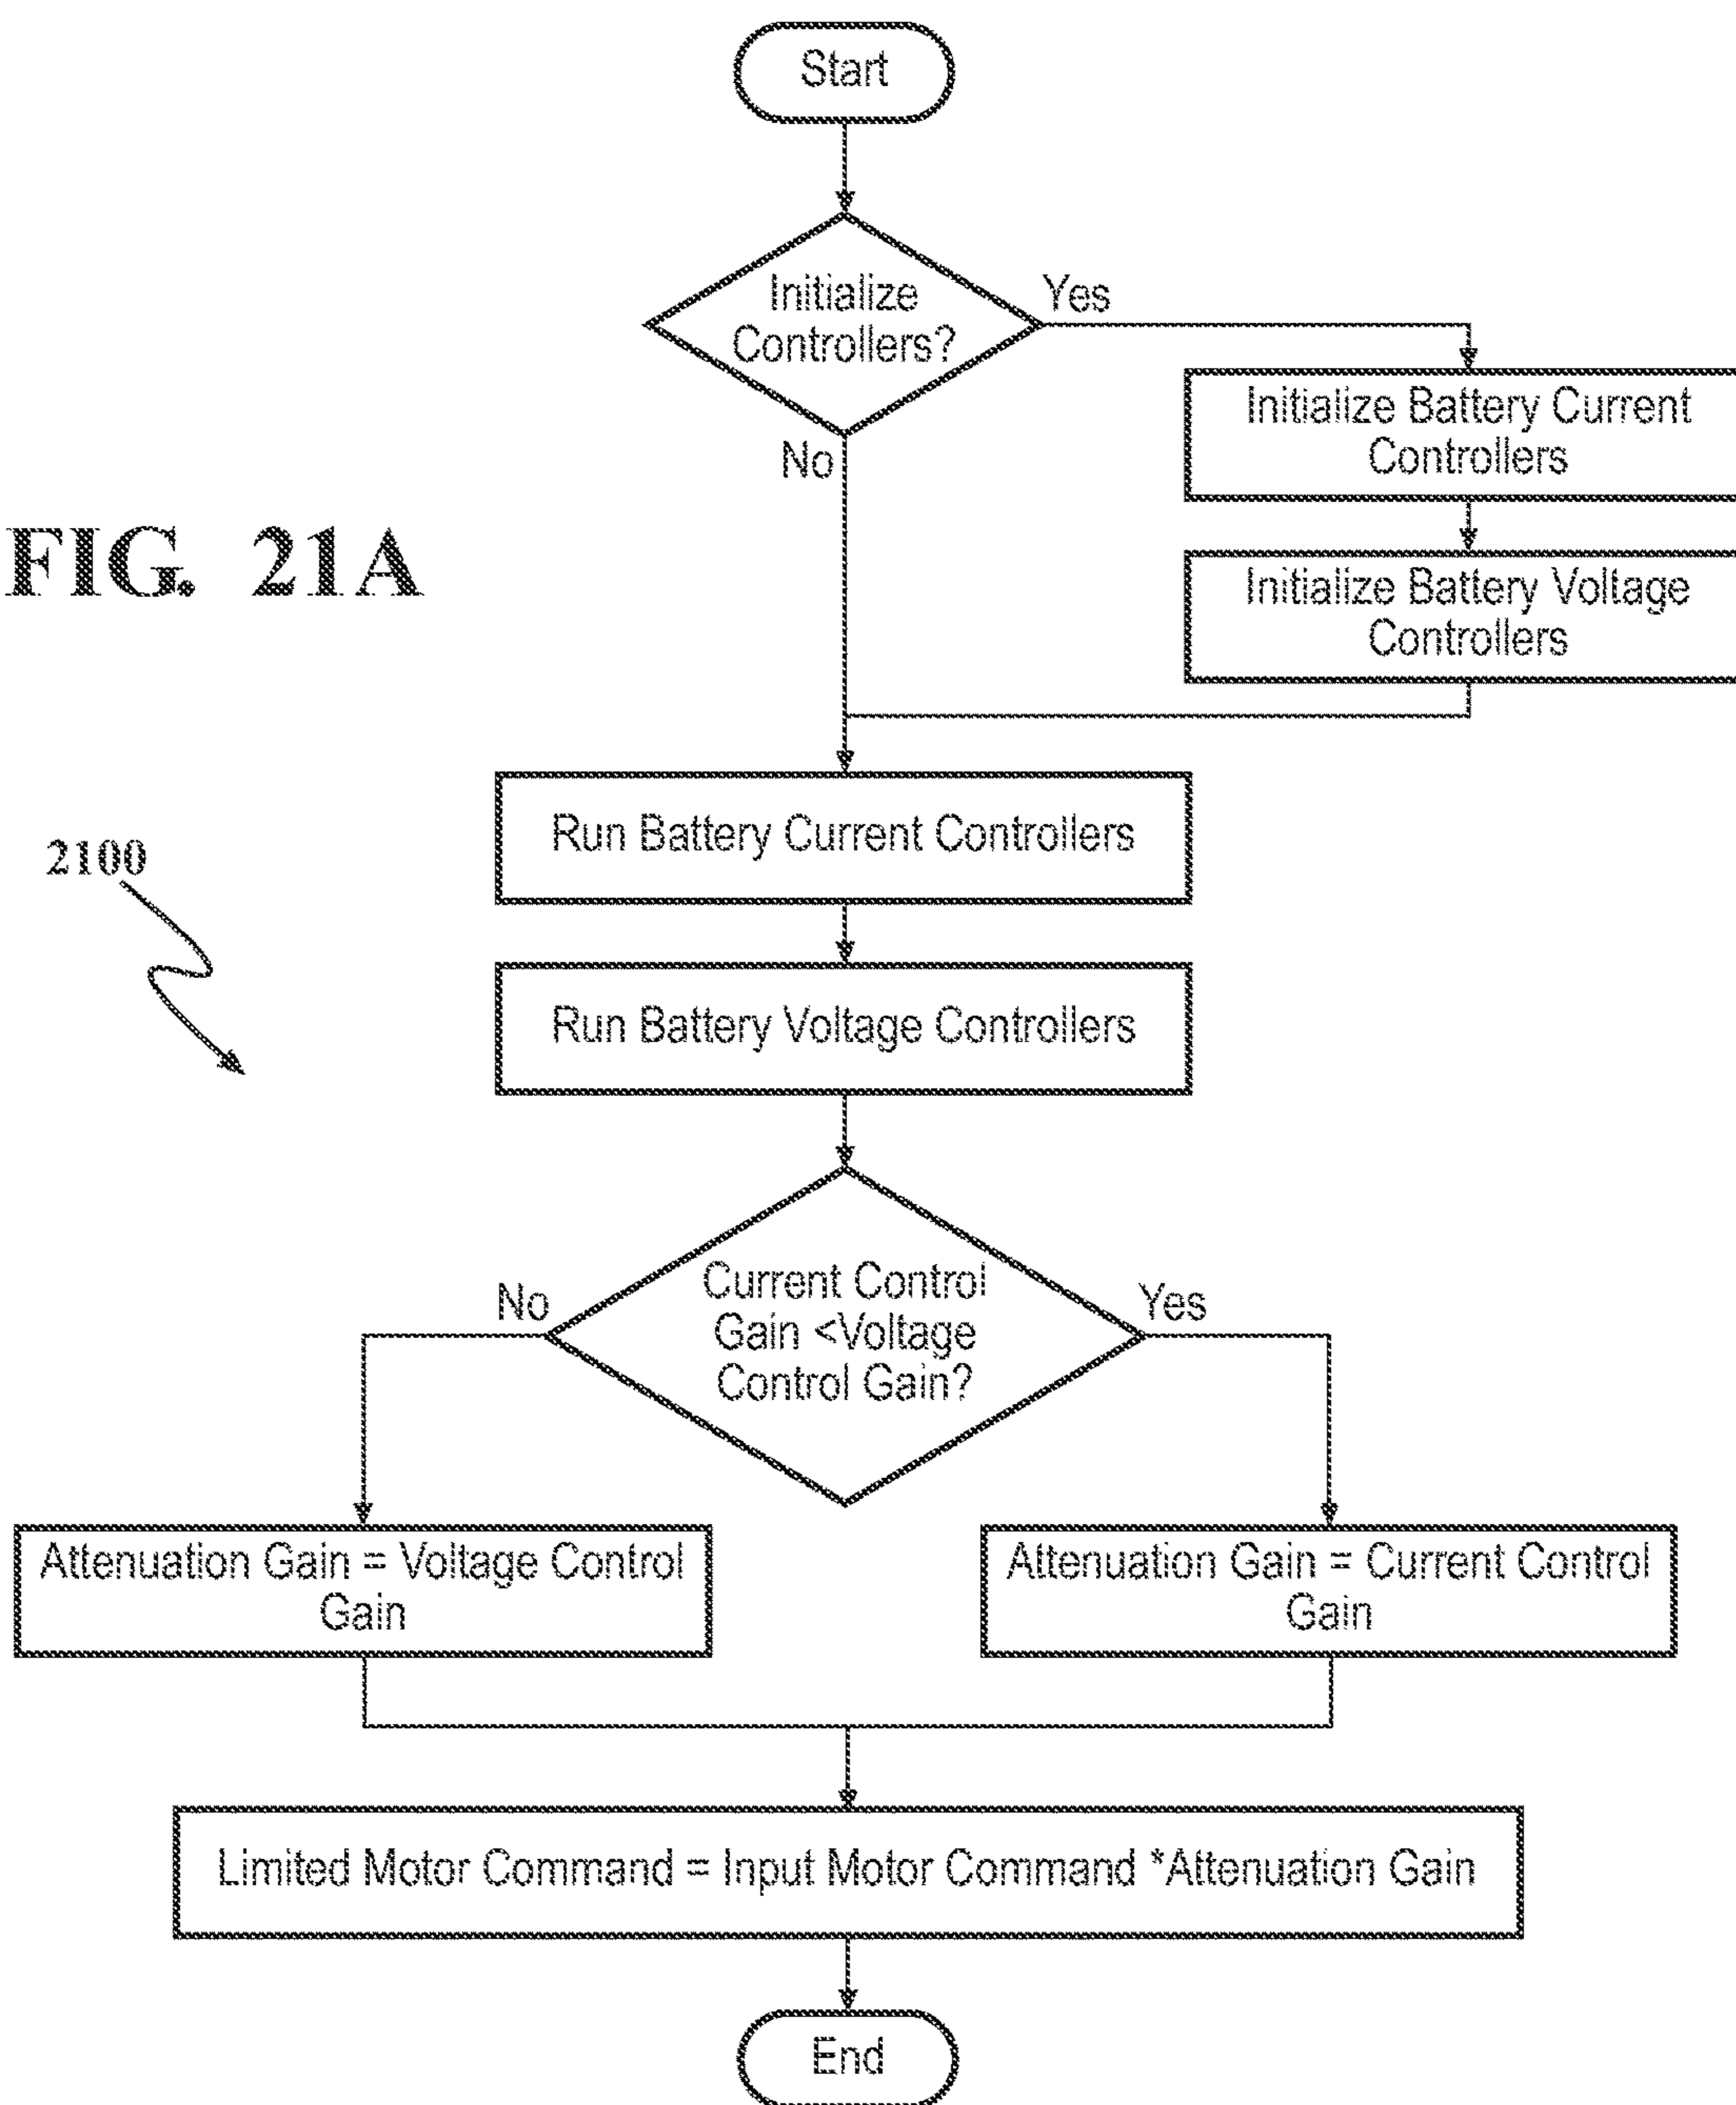 Start
Initialize
Controllers?
Yes
No
Initialize Battery Current
Controllers
Initialize Battery Voltage
Controllers
FIG. 21A
Run Battery Current Controllers
2100
Run Battery Voltage Controllers
Current Control
Gain <Voltage
Control Gain?
No
Yes
Attenuation Gain = Voltage Control
Gain
Attenuation Gain = Current Control
Gain
Limited Motor Command = Input Motor Command *Attenuation Gain
End